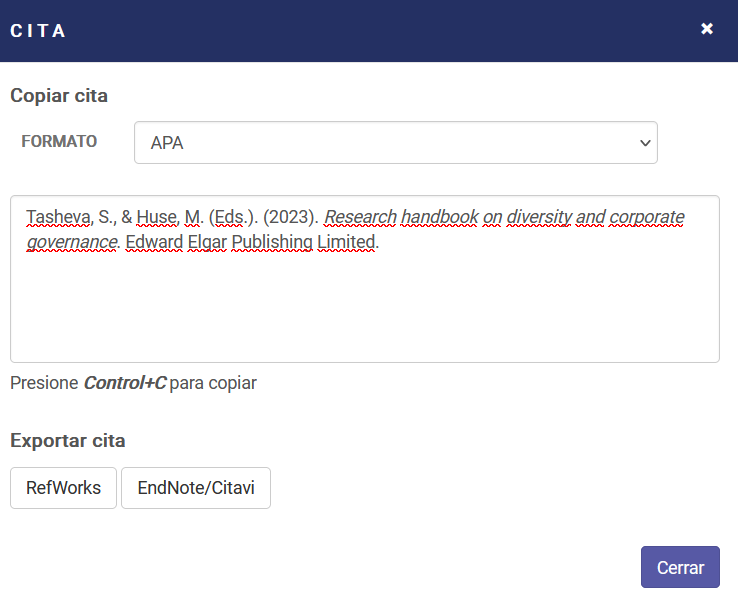 CITA
Copiar cita
FORMATO APA
Tasheva, S., & Huse, M. (Eds.). (2023). Research handbook on diversity and corporate
governance. Edward Elgar Publishing Limited.
Presione Control+C para copiar
Exportar cita
RefWorks EndNote/Citavi
Cerrar